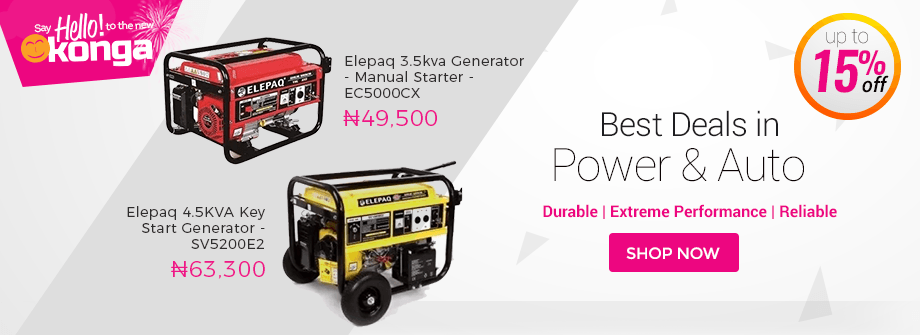 Say Hello! to the new
konga
ELEPAQ
Elepaq 3.5kva Generator
- Manual Starter -
EC5000CX
₦49,500
up to
15%
off
Best Deals in
Power & Auto
ELEPAQ
Elepaq 4.5KVA Key
Start Generator -
SV5200E2
₦63,300
Durable | Extreme Performance | Reliable
SHOP NOW